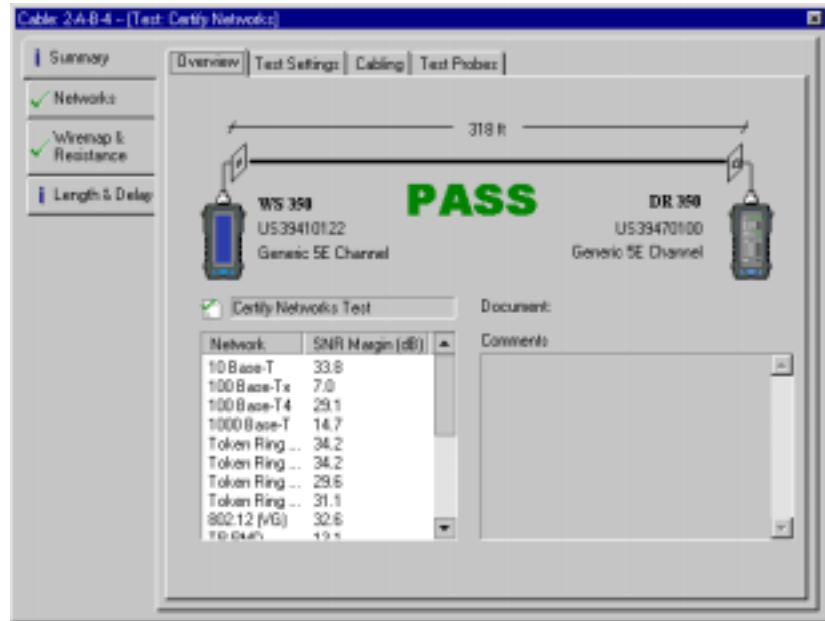 Cable: 2-A-B-4 - [Test: Certify Networks]
Summary
Networks
Wiremap &
Resistance
Length & Delay
Overview
Test Settings
Cabling
Test Probes
318 ft
PASS
WS 350
US39410122
Generic 5E Channel
DR 350
US39470100
Generic 5E Channel
Certify Networks Test
Document:
Comments
Network SNR Margin (dB)
10 Base-T 33.8
100 Base-Tx 7.0
100 Base-T4 29.1
1000 Base-T 14.7
Token Ring ... 34.2
Token Ring ... 34.2
Token Ring ... 29.6
Token Ring ... 31.1
802.12 (VG) 32.6